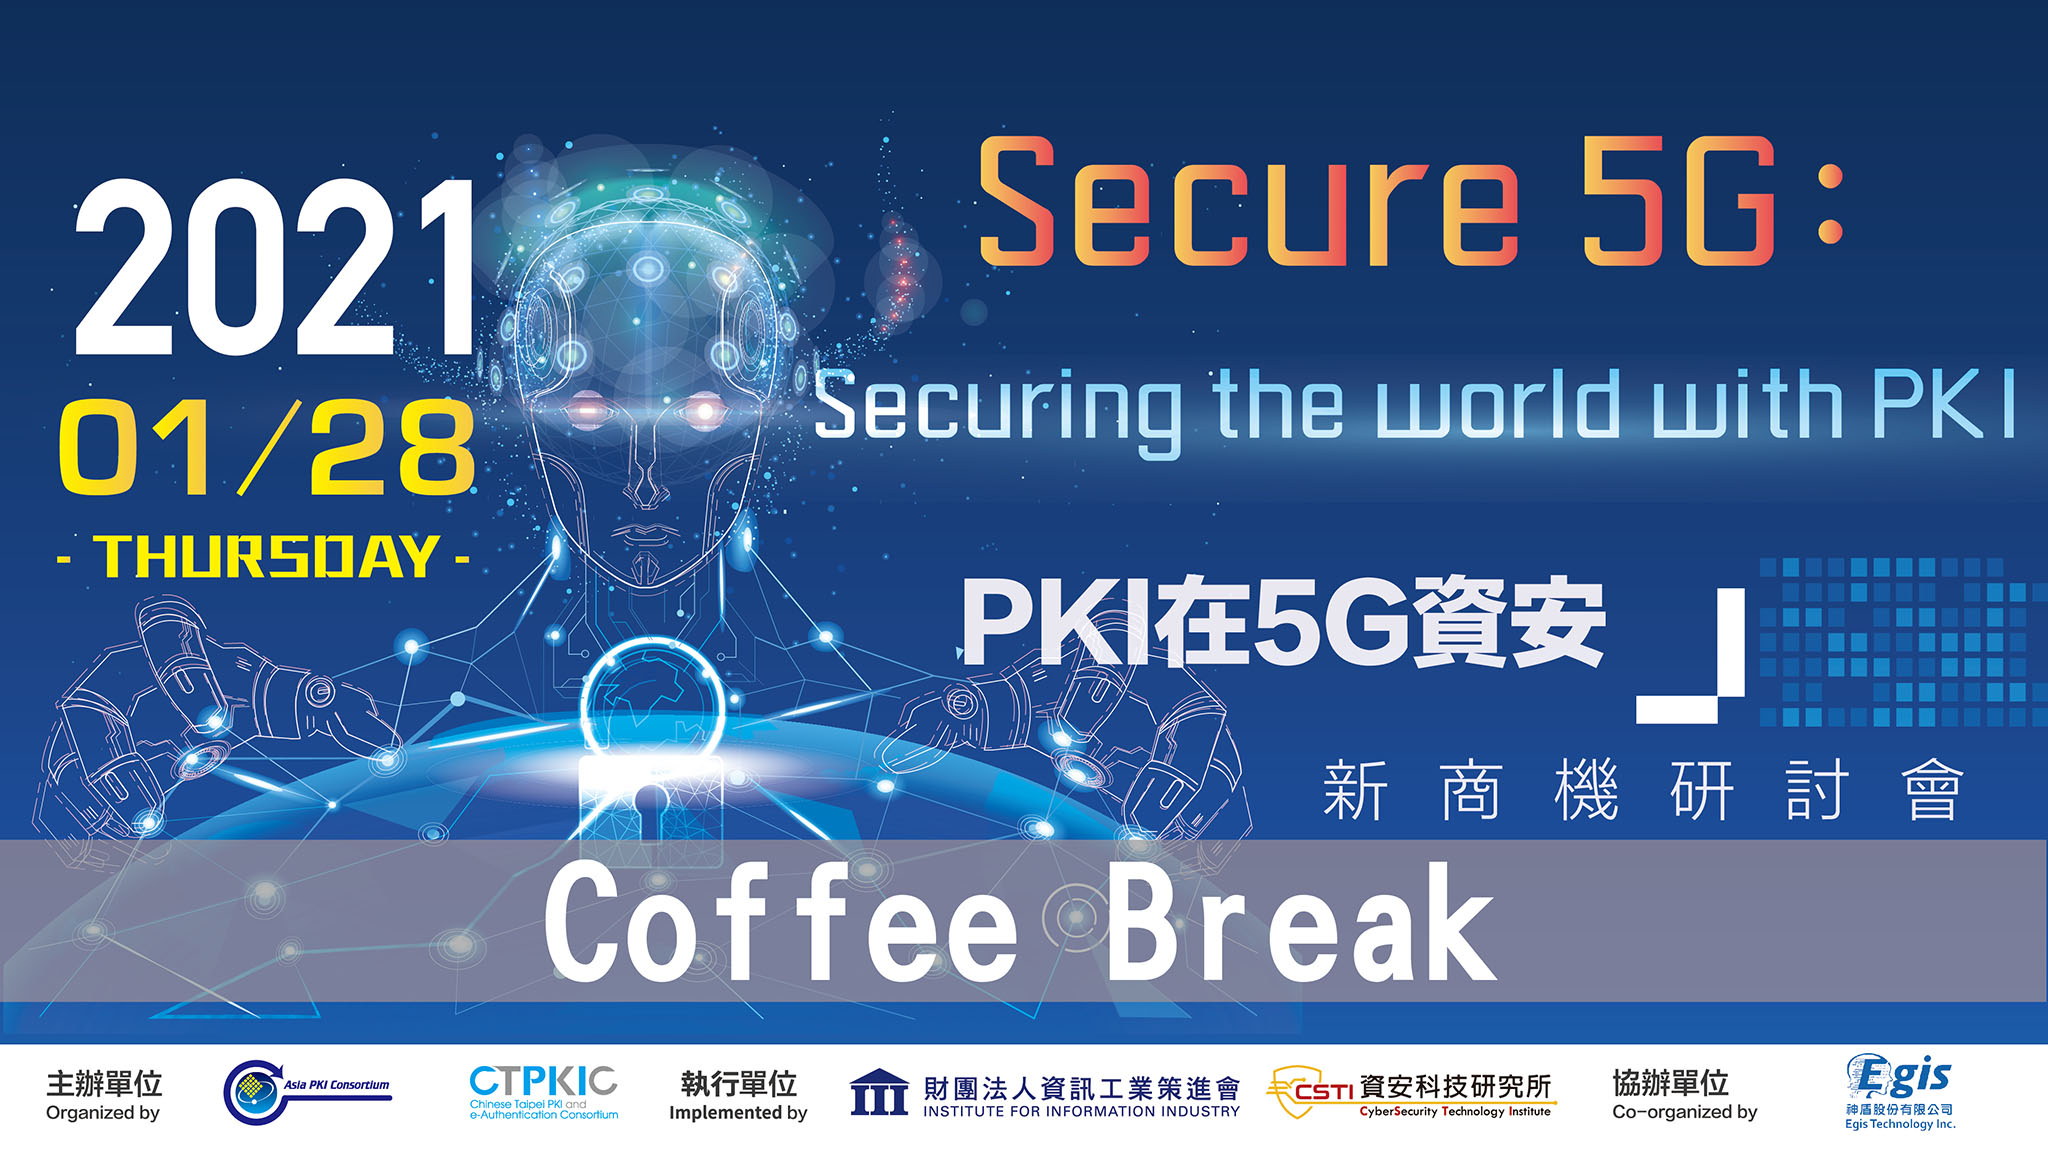 2021
01/28
- THURSDAY -
Secure 5G:
Securing the world with PKI
PKI在5G資安
新商機研討會
Coffee Break
主辦單位
Organized by
Asia PKI Consortium
CTPKIC
Chinese Taipei PKI and
e-Authentication Consortium
執行單位
Implemented by
財團法人資訊工業策進會
INSTITUTE FOR INFORMATION INDUSTRY
CSTI 資安科技研究所
CyberSecurity Technology Institute
協辦單位
Co-organized by
Egis
神盾股份有限公司
Egis Technology Inc.